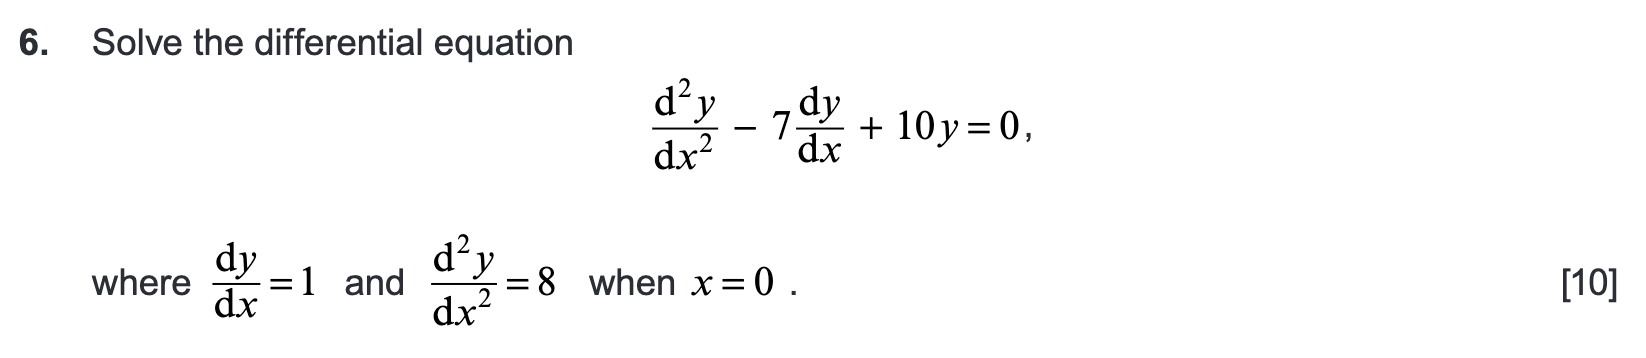 6. Solve the differential equation
d²y/dx² − 7 dy/dx + 10y = 0,
where dy/dx = 1 and d²y/dx² = 8 when x = 0 . [10]